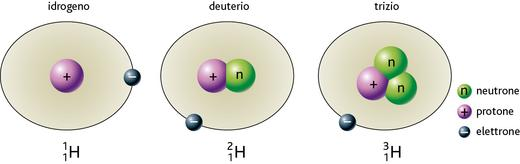 idrogeno deuterio trizio
+ − + n − n + n −
n neutrone
+ protone
− elettrone
¹₁H ²₁H ³₁H